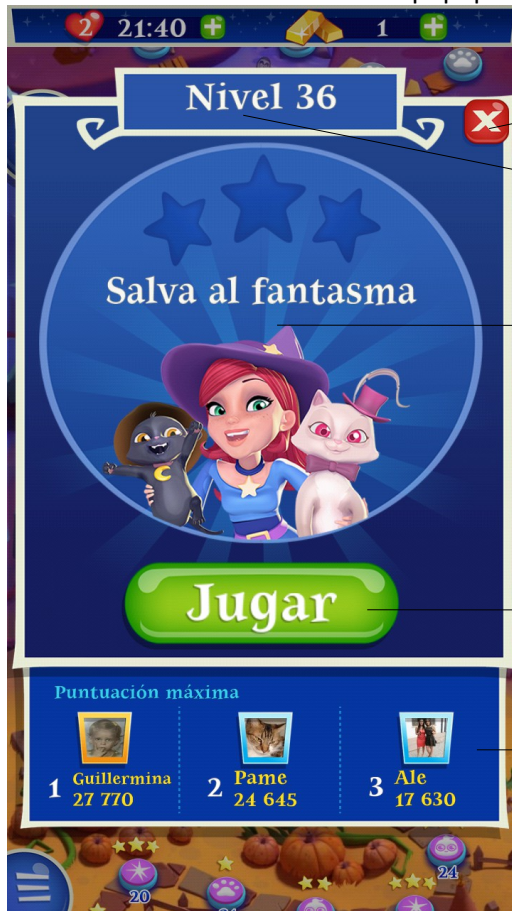 2 21:40 1
Nivel 36
Salva al fantasma
Jugar
Puntuación máxima
1 Guillermina
27 770
2 Pame
24 645
3 Ale
17 630
24
20